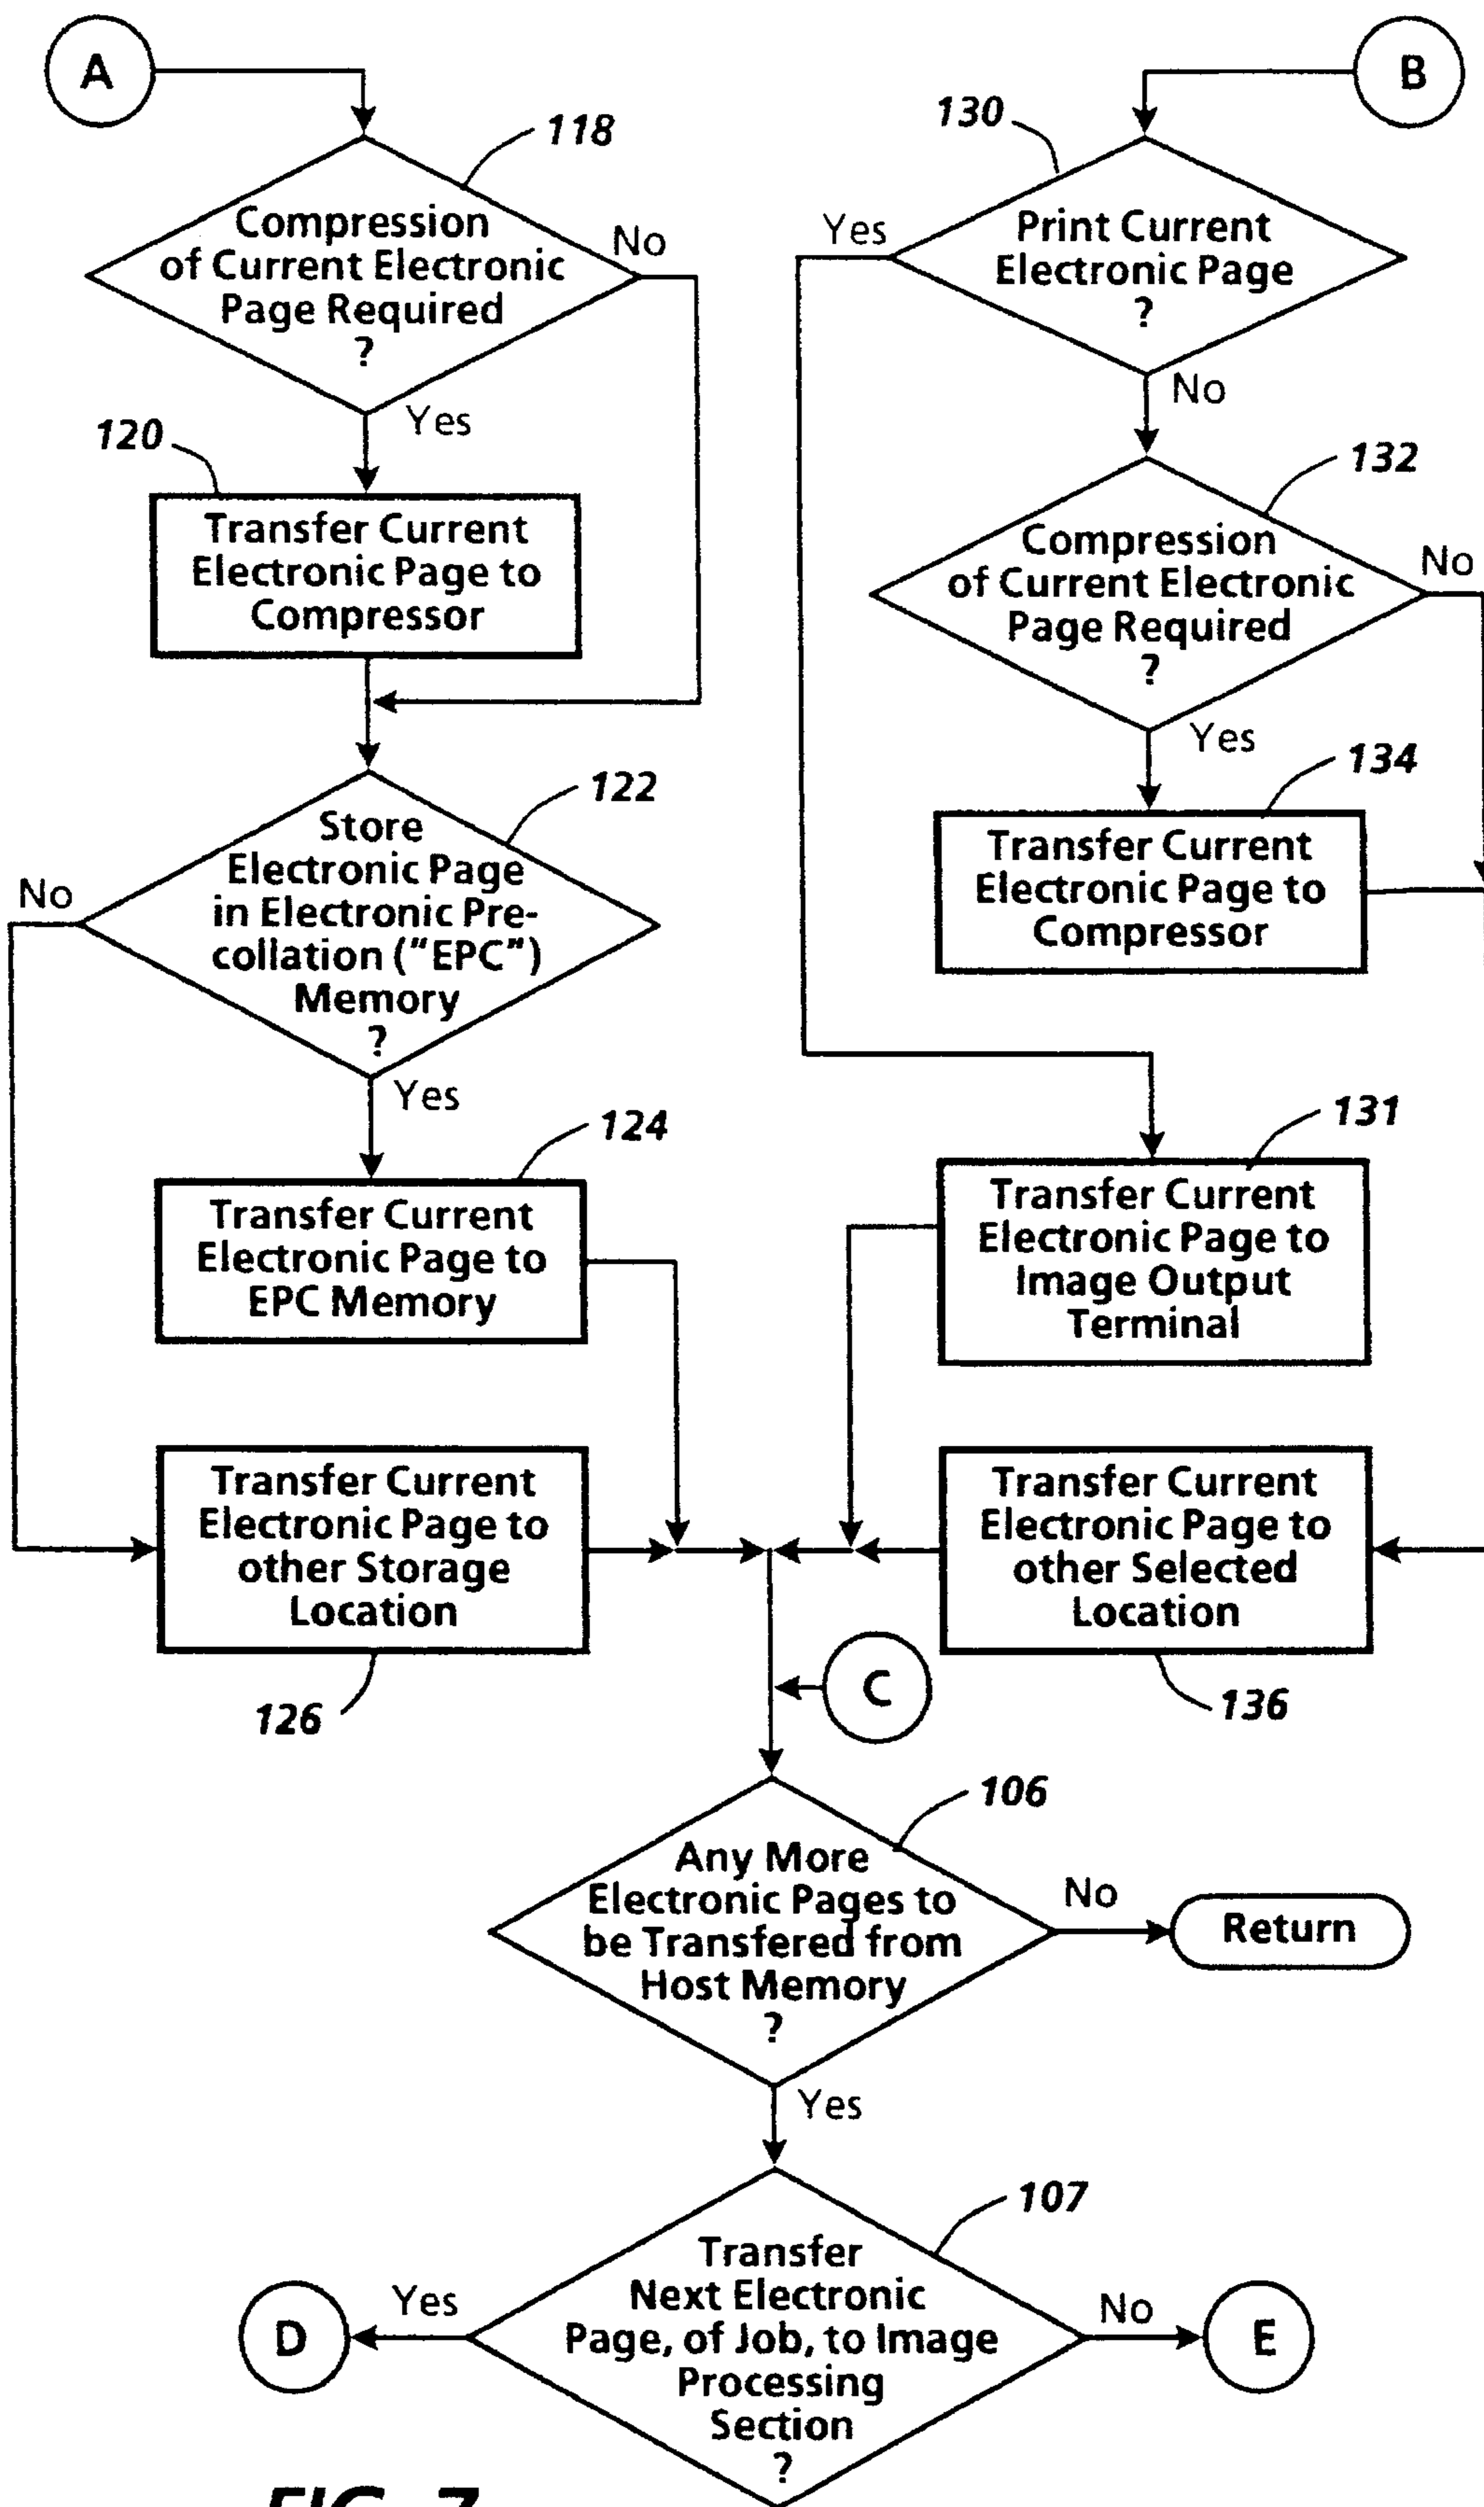 A
B
118
130
Compression
of Current Electronic
Page Required
?
No
Yes
Print Current
Electronic Page
?
Yes
No
120
Transfer Current
Electronic Page to
Compressor
132
Compression
of Current Electronic
Page Required
?
No
Yes
122
Store
Electronic Page
in Electronic Pre-
collation ("EPC")
Memory
?
No
Yes
134
Transfer Current
Electronic Page to
Compressor
124
Transfer Current
Electronic Page to
EPC Memory
131
Transfer Current
Electronic Page to
Image Output
Terminal
Transfer Current
Electronic Page to
other Storage
Location
126
Transfer Current
Electronic Page to
other Selected
Location
136
C
106
Any More
Electronic Pages to
be Transfered from
Host Memory
?
No
Return
Yes
107
Transfer
Next Electronic
Page, of Job, to Image
Processing
Section
?
Yes
D
No
E
FIG. 7